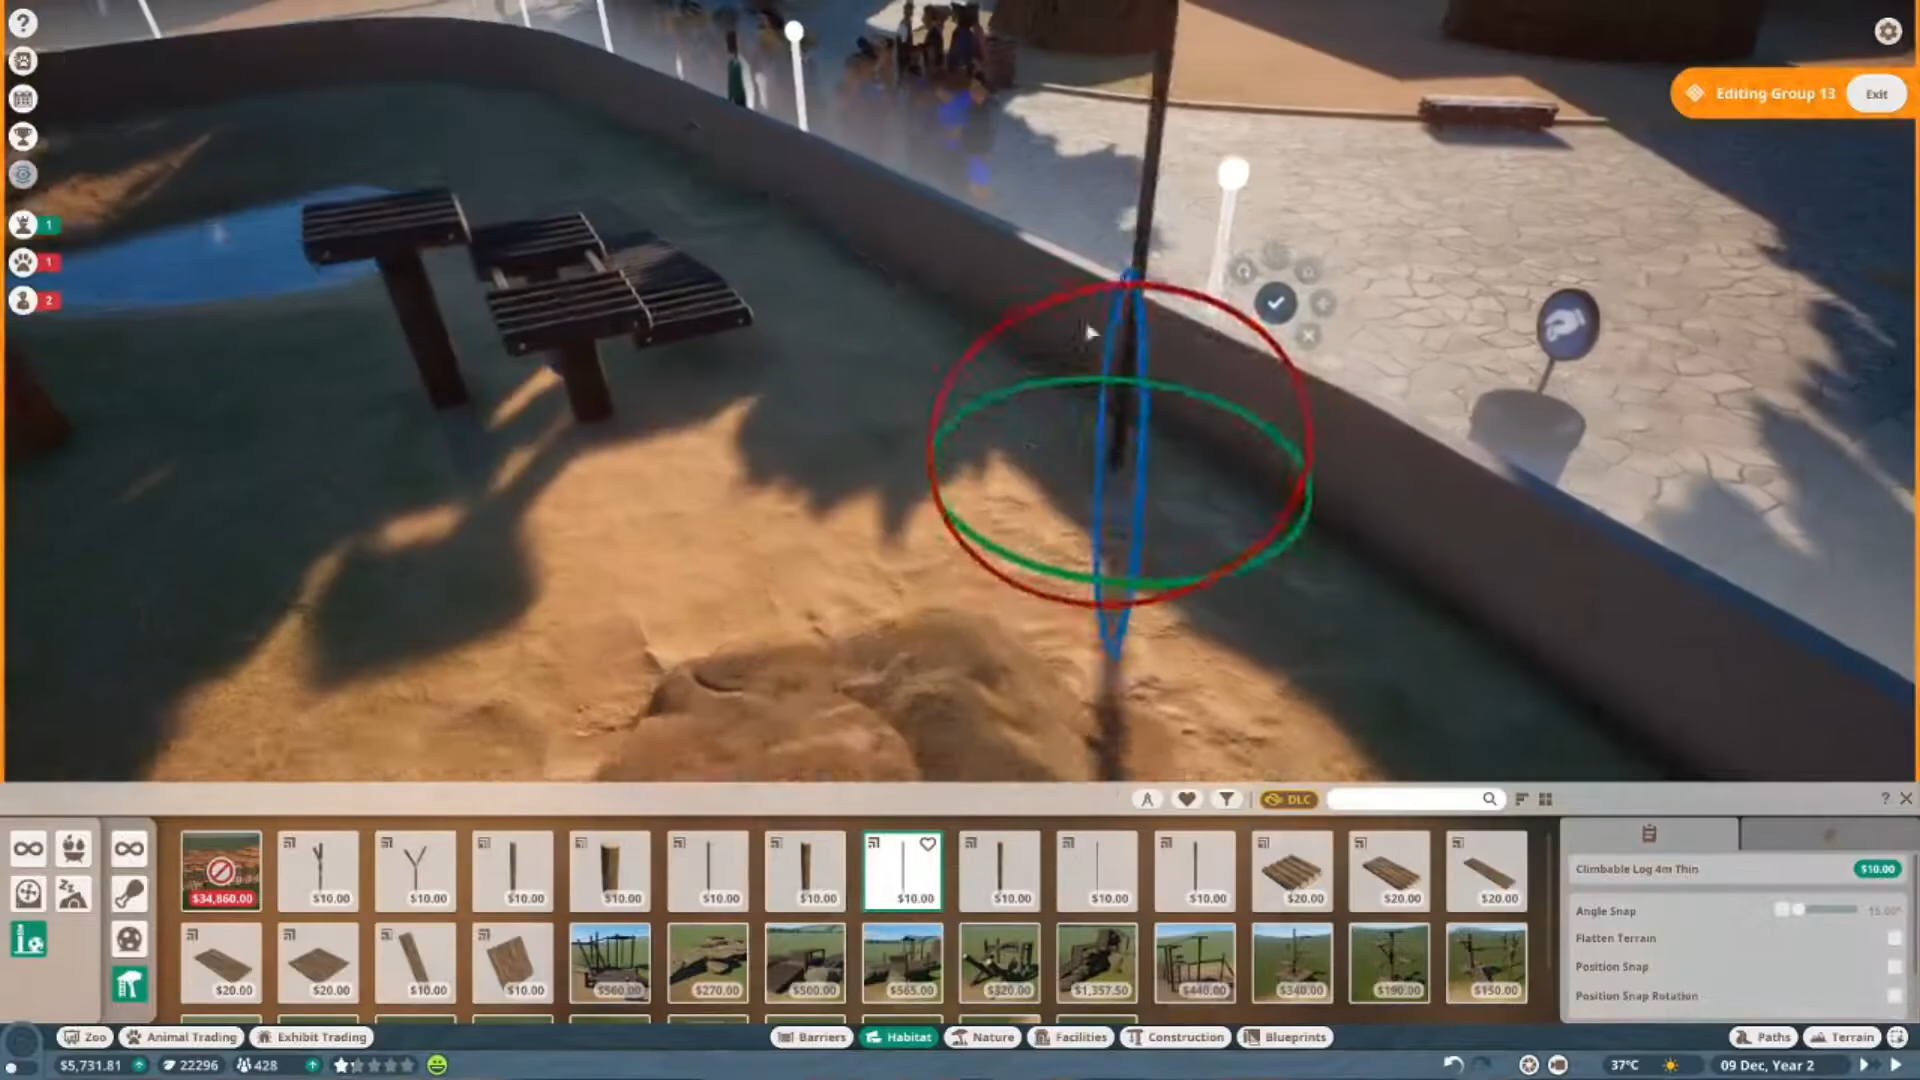 Editing Group 13
Exit
1
1
2
DLC
$34,860.00
$10.00
$10.00
$10.00
$10.00
$10.00
$10.00
$10.00
$10.00
$10.00
$10.00
$20.00
$20.00
$20.00
$20.00
$20.00
$10.00
$10.00
$560.00
$270.00
$500.00
$565.00
$320.00
$1,357.50
$440.00
$340.00
$190.00
$150.00
Climbable Log 4m Thin
$10.00
Angle Snap
15.00°
Flatten Terrain
Position Snap
Position Snap Rotation
Zoo
Animal Trading
Exhibit Trading
Barriers
Habitat
Nature
Facilities
Construction
Blueprints
Paths
Terrain
$5,731.81
22296
428
37°C
09 Dec, Year 2